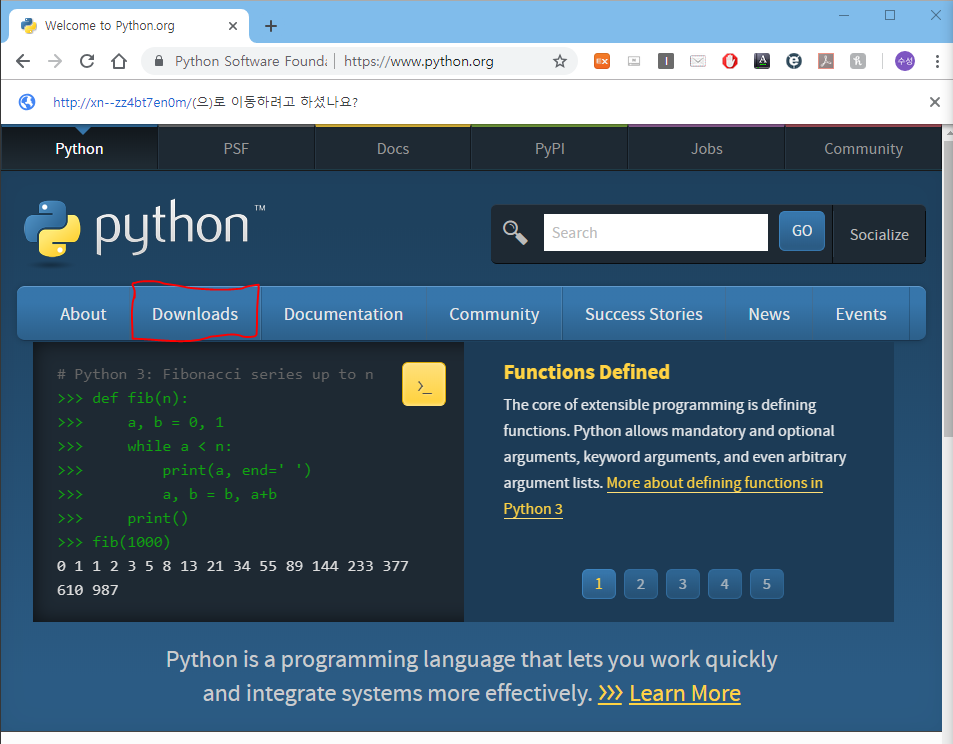 Welcome to Python.org
Python Software Founda https://www.python.org
http://xn--zz4bt7en0m/(으)로 이동하려고 하셨나요?
Python PSF Docs PyPI Jobs Community
python™
Search GO Socialize
About Downloads Documentation Community Success Stories News Events
# Python 3: Fibonacci series up to n
>>> def fib(n):
>>>     a, b = 0, 1
>>>     while a < n:
>>>         print(a, end=' ')
>>>         a, b = b, a+b
>>>     print()
>>> fib(1000)
0 1 1 2 3 5 8 13 21 34 55 89 144 233 377
610 987
>_
Functions Defined
The core of extensible programming is defining
functions. Python allows mandatory and optional
arguments, keyword arguments, and even arbitrary
argument lists. More about defining functions in
Python 3
1 2 3 4 5
Python is a programming language that lets you work quickly
and integrate systems more effectively. >>> Learn More